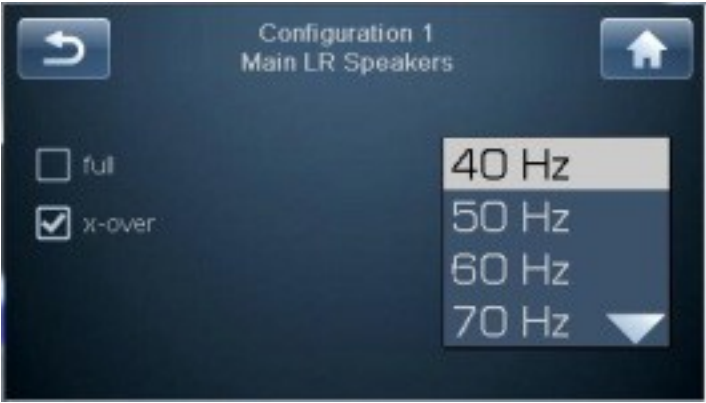 Configuration 1
Main LR Speakers
full
x-over
40 Hz
50 Hz
60 Hz
70 Hz